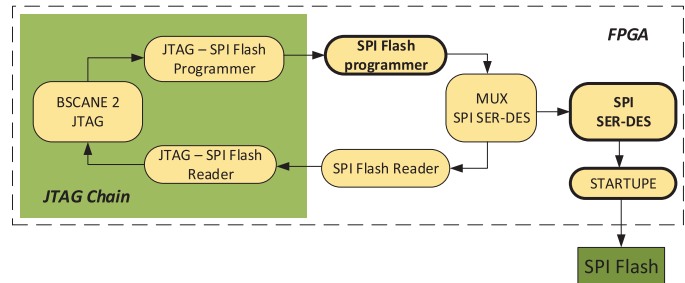 FPGA
JTAG – SPI Flash
Programmer
SPI Flash
programmer
BSCANE 2
JTAG
MUX
SPI SER-DES
SPI
SER-DES
JTAG – SPI Flash
Reader
SPI Flash Reader
STARTUPE
JTAG Chain
SPI Flash